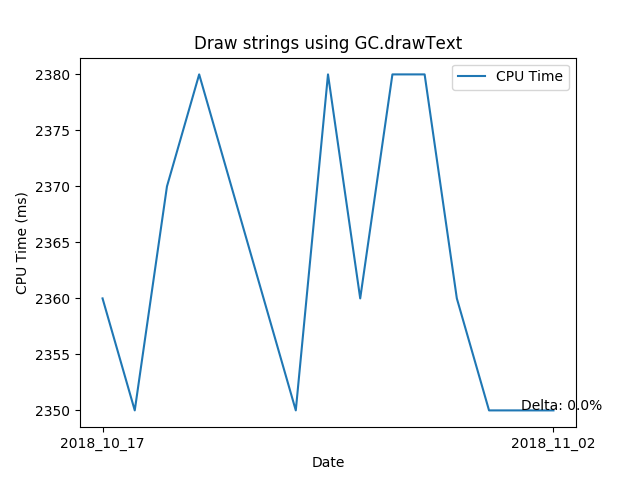 Draw strings using GC.drawText
CPU Time
2380
2375
2370
2365
2360
2355
2350
CPU Time (ms)
Delta: 0.0%
2018_10_17
2018_11_02
Date